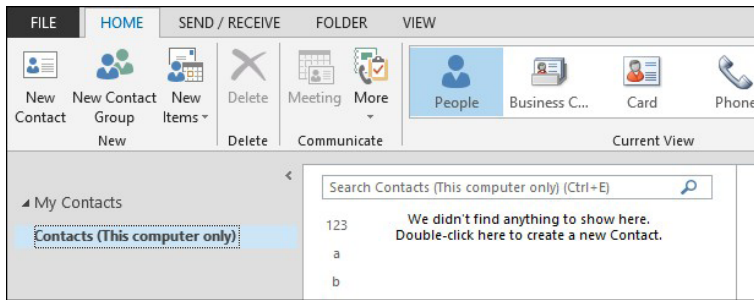 FILE HOME SEND / RECEIVE FOLDER VIEW
New Contact
New Contact Group
New Items
Delete
Meeting
More
People
Business C...
Card
Phone
New
Delete
Communicate
Current View
My Contacts
Contacts (This computer only)
Search Contacts (This computer only) (Ctrl+E)
123
We didn't find anything to show here.
Double-click here to create a new Contact.
a
b